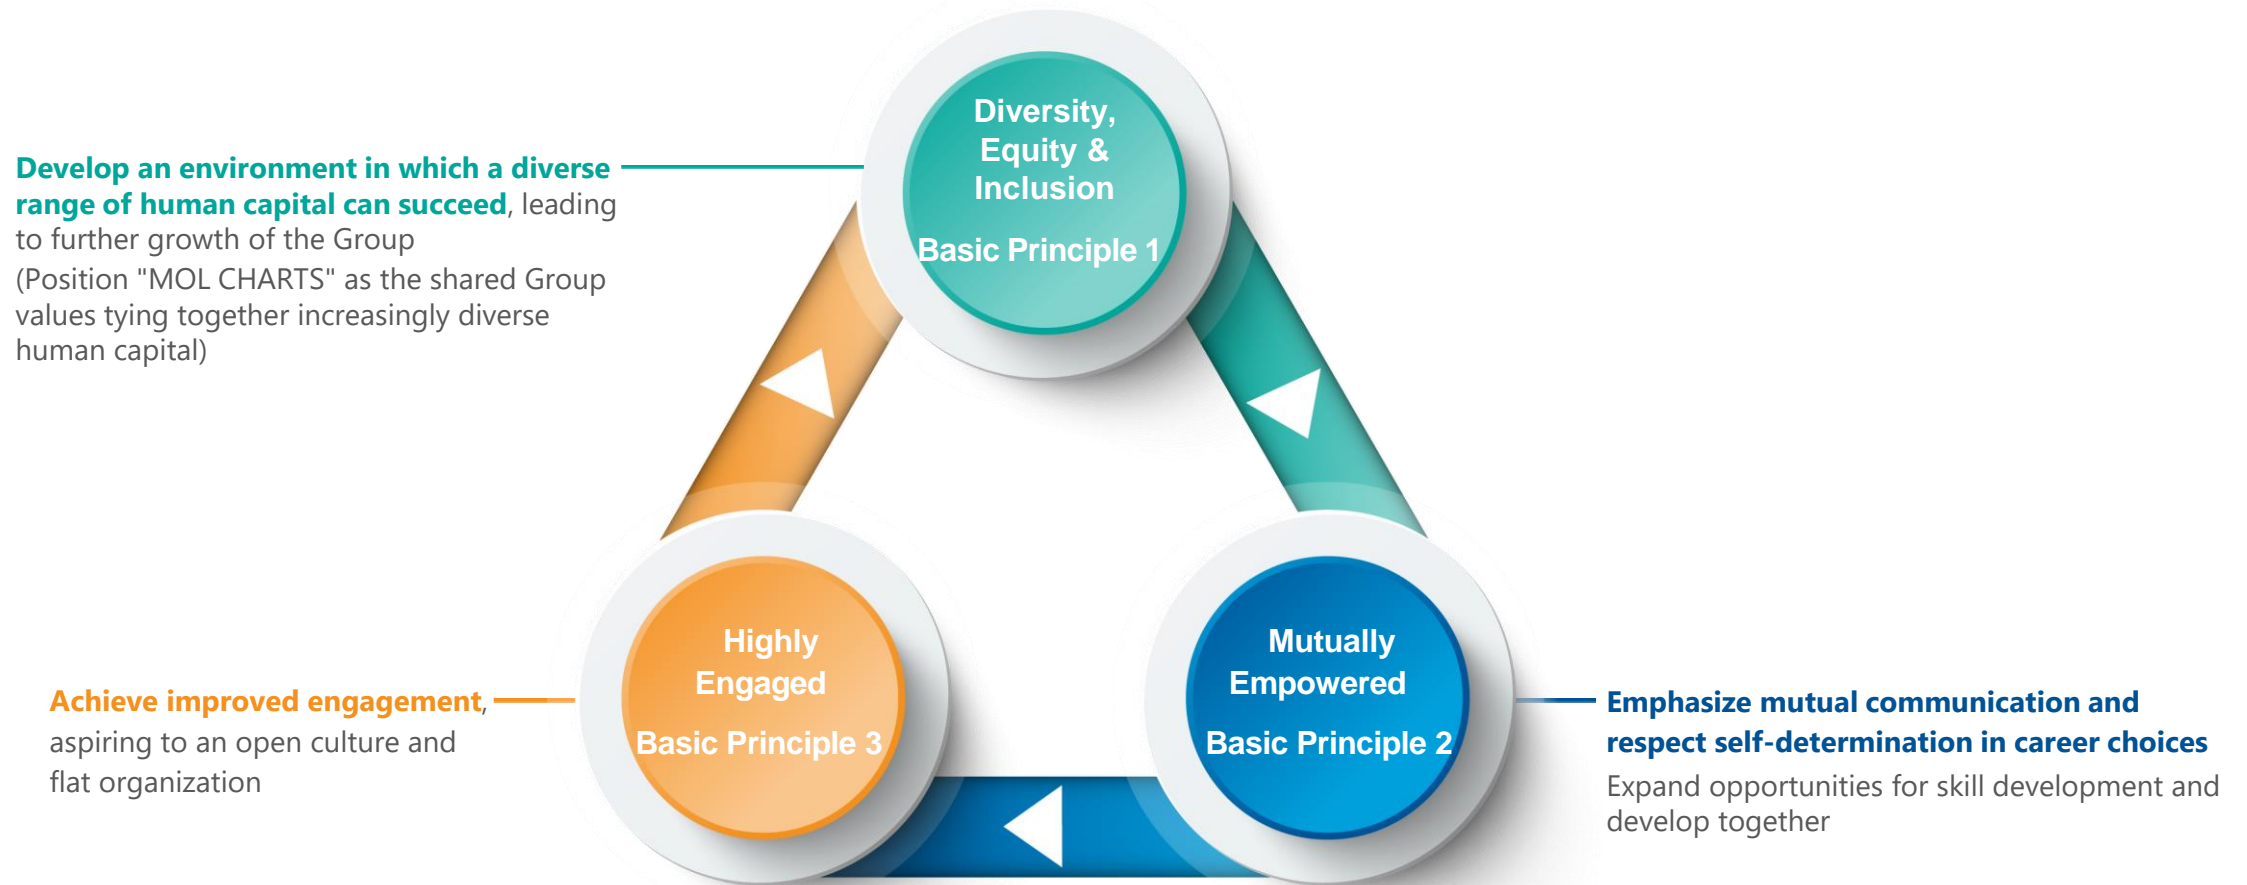 Diversity,
Equity &
Inclusion
Basic Principle 1
Develop an environment in which a diverse
range of human capital can succeed, leading
to further growth of the Group
(Position "MOL CHARTS" as the shared Group
values tying together increasingly diverse
human capital)
Highly
Engaged
Basic Principle 3
Achieve improved engagement,
aspiring to an open culture and
flat organization
Mutually
Empowered
Basic Principle 2
Emphasize mutual communication and
respect self-determination in career choices
Expand opportunities for skill development and
develop together